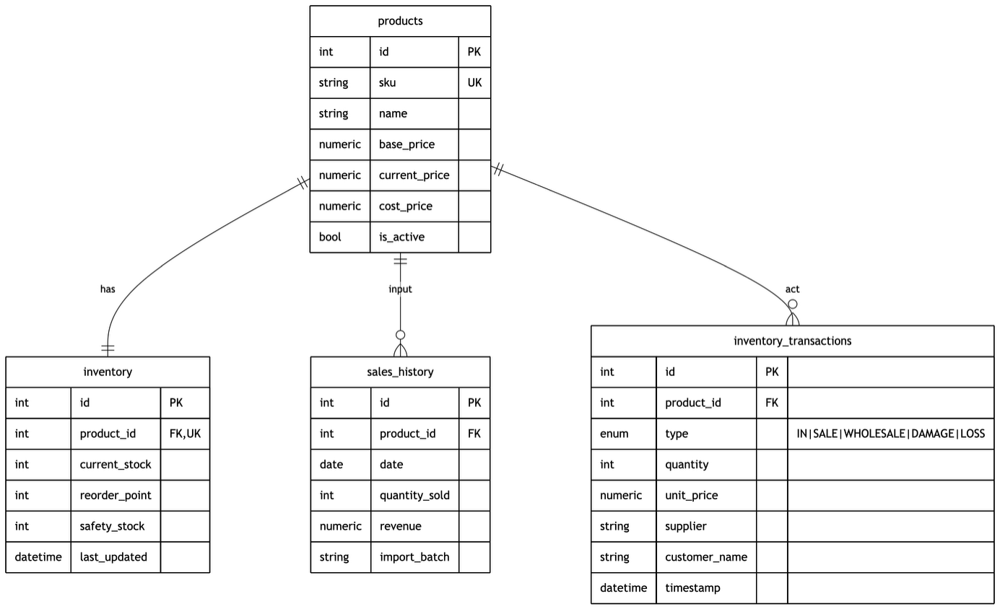 products
int id PK
string sku UK
string name
numeric base_price
numeric current_price
numeric cost_price
bool is_active
has
input
act
inventory
int id PK
int product_id FK,UK
int current_stock
int reorder_point
int safety_stock
datetime last_updated
sales_history
int id PK
int product_id FK
date date
int quantity_sold
numeric revenue
string import_batch
inventory_transactions
int id PK
int product_id FK
enum type IN|SALE|WHOLESALE|DAMAGE|LOSS
int quantity
numeric unit_price
string supplier
string customer_name
datetime timestamp